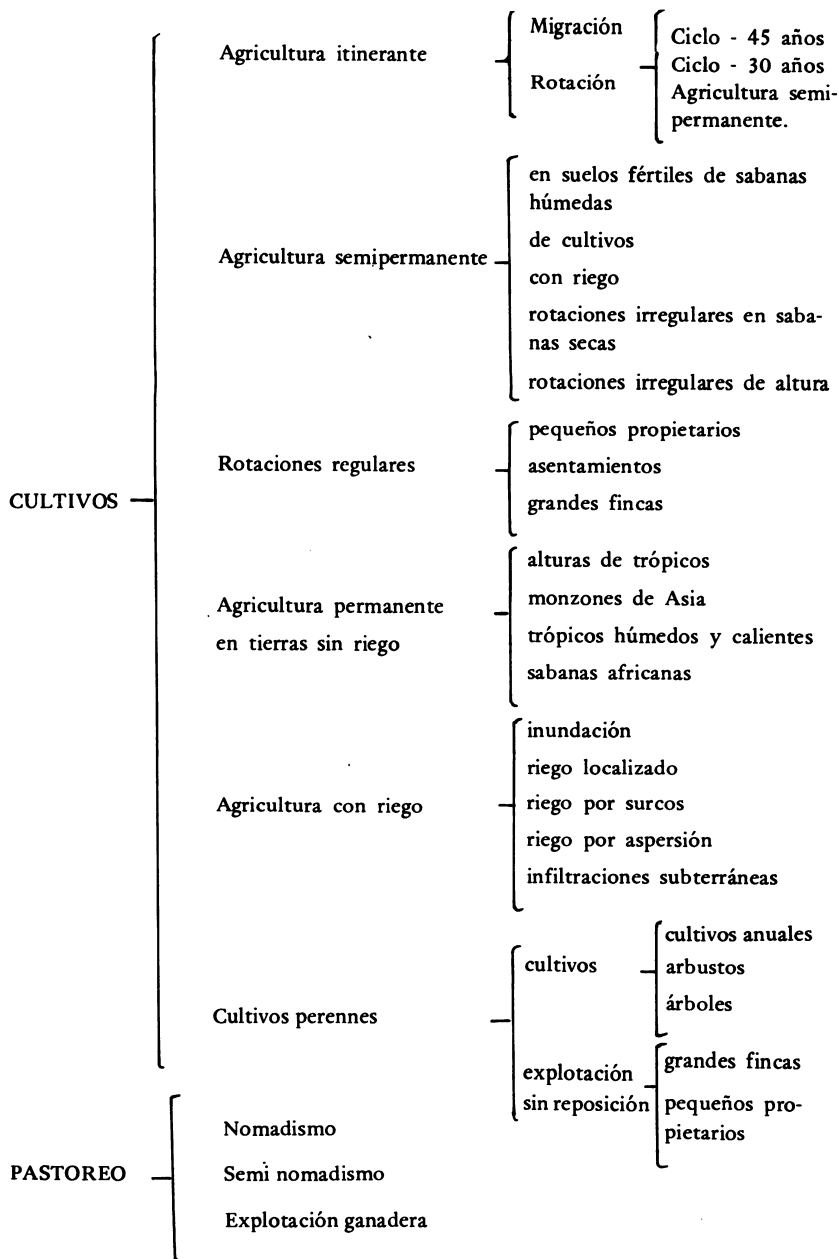 Agricultura itinerante
Migración
Rotación
Ciclo - 45 años
Ciclo - 30 años
Agricultura semi-
permanente.
Agricultura semipermanente
en suelos fértiles de sabanas
húmedas
de cultivos
con riego
rotaciones irregulares en saba-
nas secas
rotaciones irregulares de altura
CULTIVOS
Rotaciones regulares
pequeños propietarios
asentamientos
grandes fincas
Agricultura permanente
en tierras sin riego
alturas de trópicos
monzones de Asia
trópicos húmedos y calientes
sabanas africanas
Agricultura con riego
inundación
riego localizado
riego por surcos
riego por aspersión
infiltraciones subterráneas
Cultivos perennes
cultivos
cultivos anuales
arbustos
árboles
explotación
sin reposición
grandes fincas
pequeños pro-
pietarios
PASTOREO
Nomadismo
Semi nomadismo
Explotación ganadera